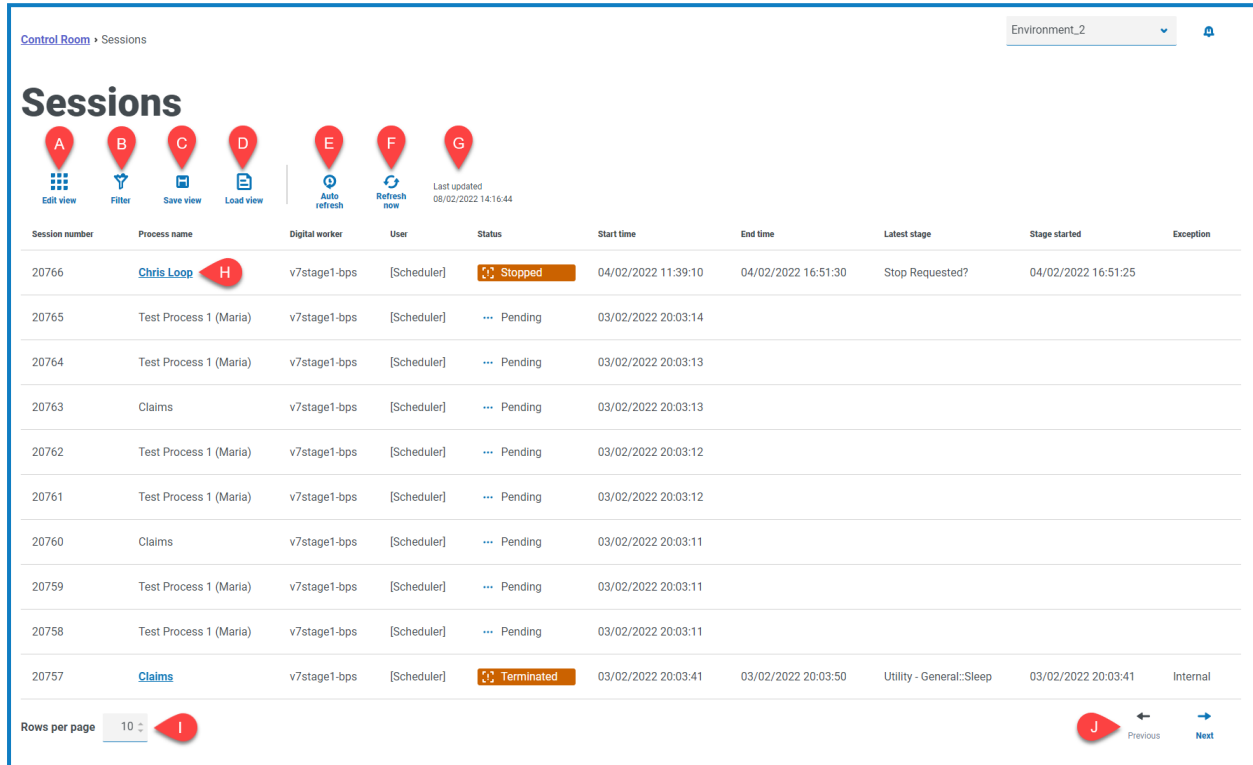 Control Room › Sessions
Environment_2
Sessions
A B C D E F G
Edit view Filter Save view Load view Auto refresh Refresh now Last updated
08/02/2022 14:16:44
Session number Process name Digital worker User Status Start time End time Latest stage Stage started Exception
20766 Chris Loop H v7stage1-bps [Scheduler] Stopped 04/02/2022 11:39:10 04/02/2022 16:51:30 Stop Requested? 04/02/2022 16:51:25
20765 Test Process 1 (Maria) v7stage1-bps [Scheduler] Pending 03/02/2022 20:03:14
20764 Test Process 1 (Maria) v7stage1-bps [Scheduler] Pending 03/02/2022 20:03:13
20763 Claims v7stage1-bps [Scheduler] Pending 03/02/2022 20:03:13
20762 Test Process 1 (Maria) v7stage1-bps [Scheduler] Pending 03/02/2022 20:03:12
20761 Test Process 1 (Maria) v7stage1-bps [Scheduler] Pending 03/02/2022 20:03:12
20760 Claims v7stage1-bps [Scheduler] Pending 03/02/2022 20:03:11
20759 Test Process 1 (Maria) v7stage1-bps [Scheduler] Pending 03/02/2022 20:03:11
20758 Test Process 1 (Maria) v7stage1-bps [Scheduler] Pending 03/02/2022 20:03:11
20757 Claims v7stage1-bps [Scheduler] Terminated 03/02/2022 20:03:41 03/02/2022 20:03:50 Utility - General::Sleep 03/02/2022 20:03:41 Internal
Rows per page 10 I J Previous Next